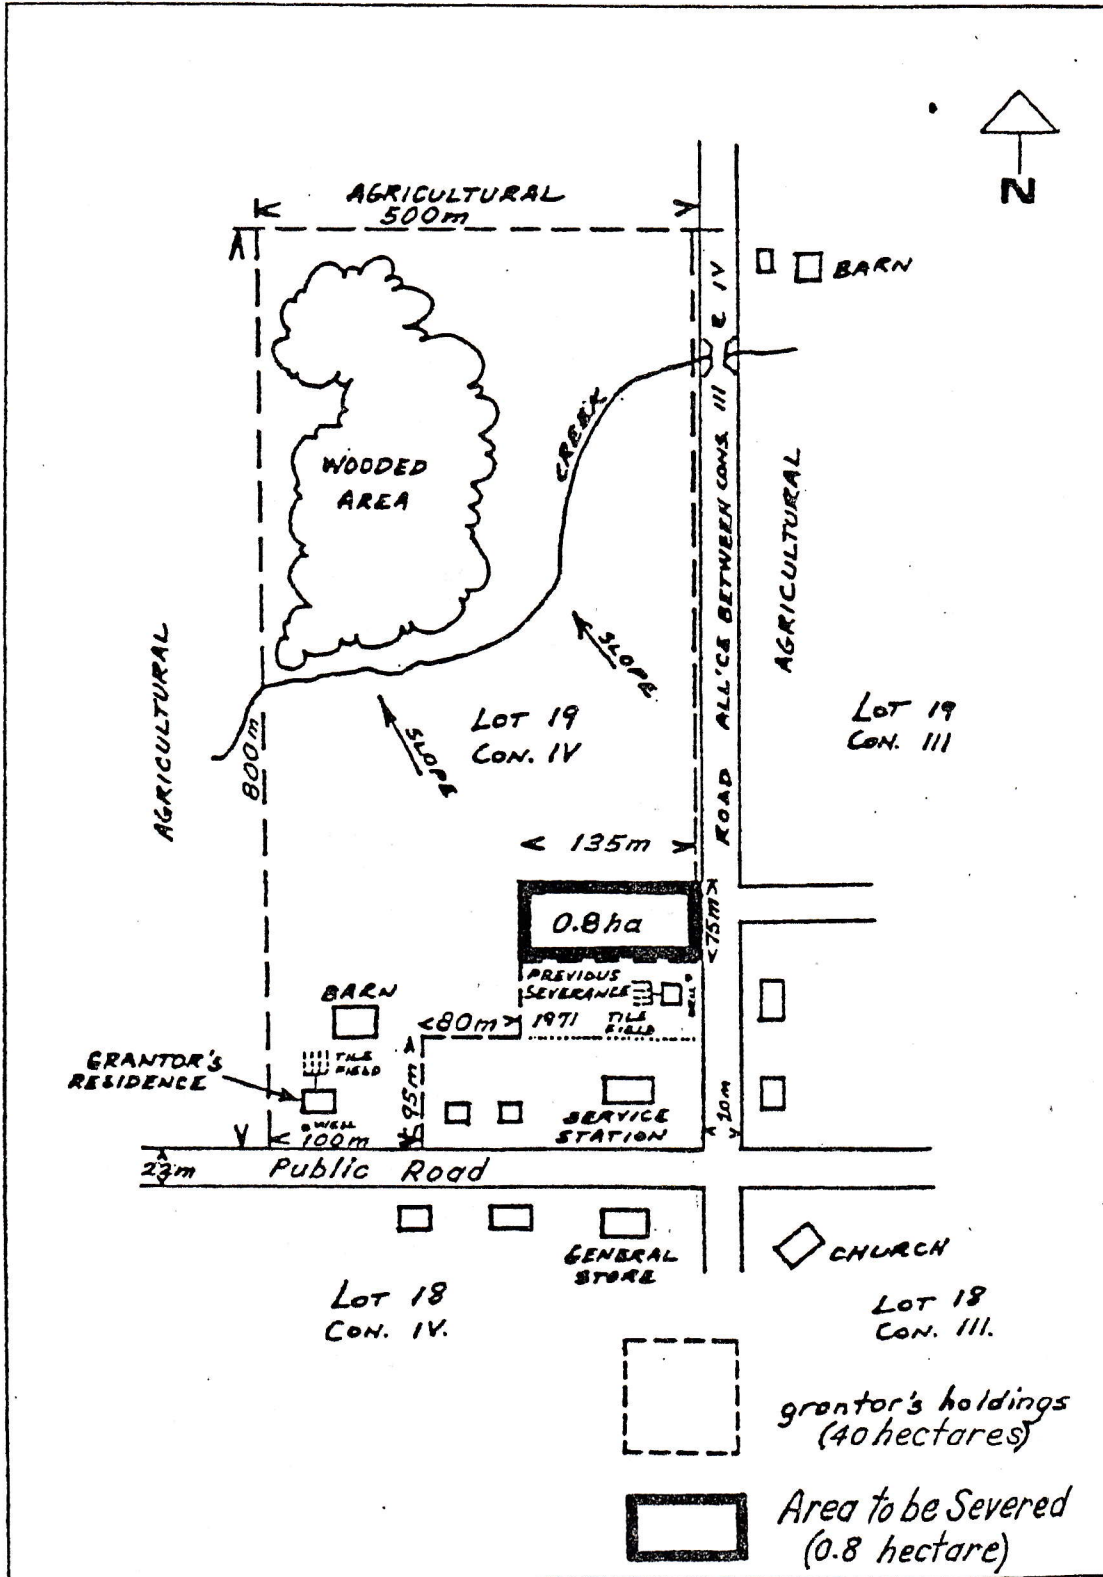 N
AGRICULTURAL
500m
BARN
ROAD ALL'CE BETWEEN CONS. III & IV
CREEK
WOODED
AREA
AGRICULTURAL
SLOPE
AGRICULTURAL
800m
SLOPE
LOT 19
CON. IV
LOT 19
CON. III
135m
0.8ha
75m
PREVIOUS
SEVERANCE
1971
TILE
FIELD
WELL
BARN
80m
GRANTOR'S
RESIDENCE
TILE
FIELD
95m
SERVICE
STATION
20m
WELL
100m
23m
Public Road
GENERAL
STORE
CHURCH
LOT 18
CON. IV.
LOT 18
CON. III.
grantor's holdings
(40 hectares)
Area to be Severed
(0.8 hectare)